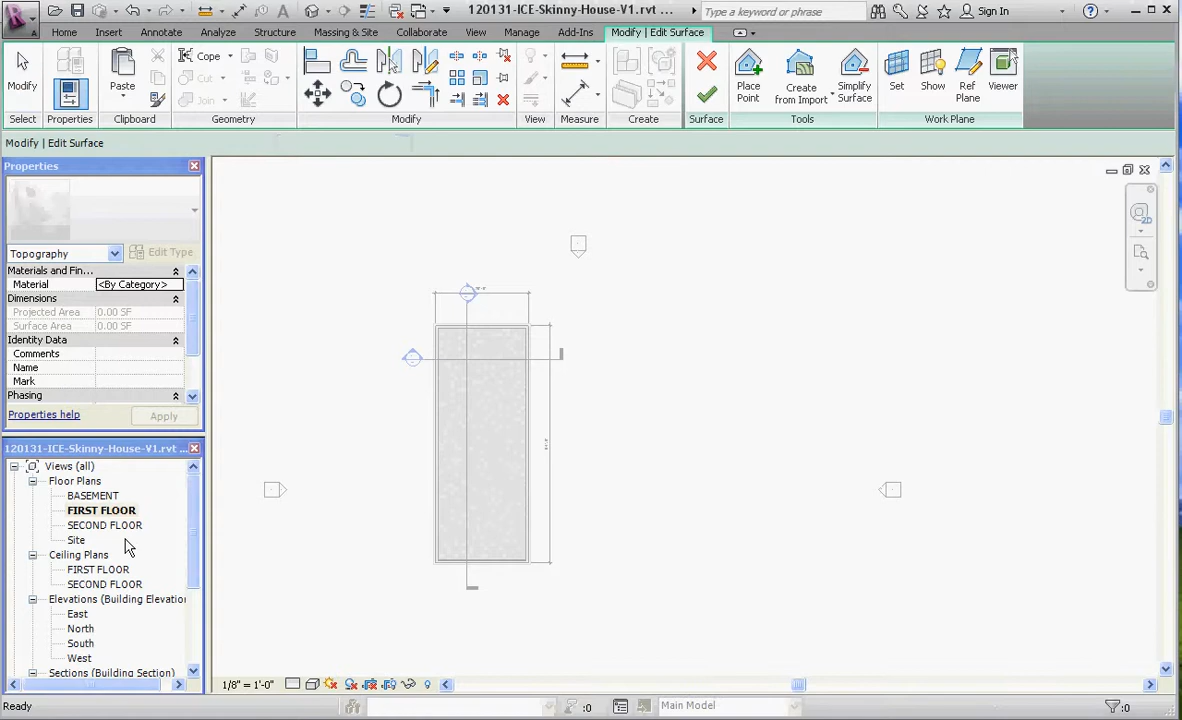 120131-ICE-Skinny-House-V1.rvt ...
Type a keyword or phrase
Sign In
Home
Insert
Annotate
Analyze
Structure
Massing & Site
Collaborate
View
Manage
Add-Ins
Modify | Edit Surface
Modify
Paste
Cope
Cut
Join
Place Point
Create from Import
Simplify Surface
Set
Show
Ref Plane
Viewer
Select
Properties
Clipboard
Geometry
Modify
View
Measure
Create
Surface
Tools
Work Plane
Modify | Edit Surface
Properties
Topography
Edit Type
Materials and Fin...
Material
<By Category>
Dimensions
Projected Area
0.00 SF
Surface Area
0.00 SF
Identity Data
Comments
Name
Mark
Phasing
Properties help
Apply
120131-ICE-Skinny-House-V1.rvt ...
Views (all)
Floor Plans
BASEMENT
FIRST FLOOR
SECOND FLOOR
Site
Ceiling Plans
FIRST FLOOR
SECOND FLOOR
Elevations (Building Elevation
East
North
South
West
Sections (Building Section)
2D
1/8" = 1'-0"
Ready
:0
Main Model
:0